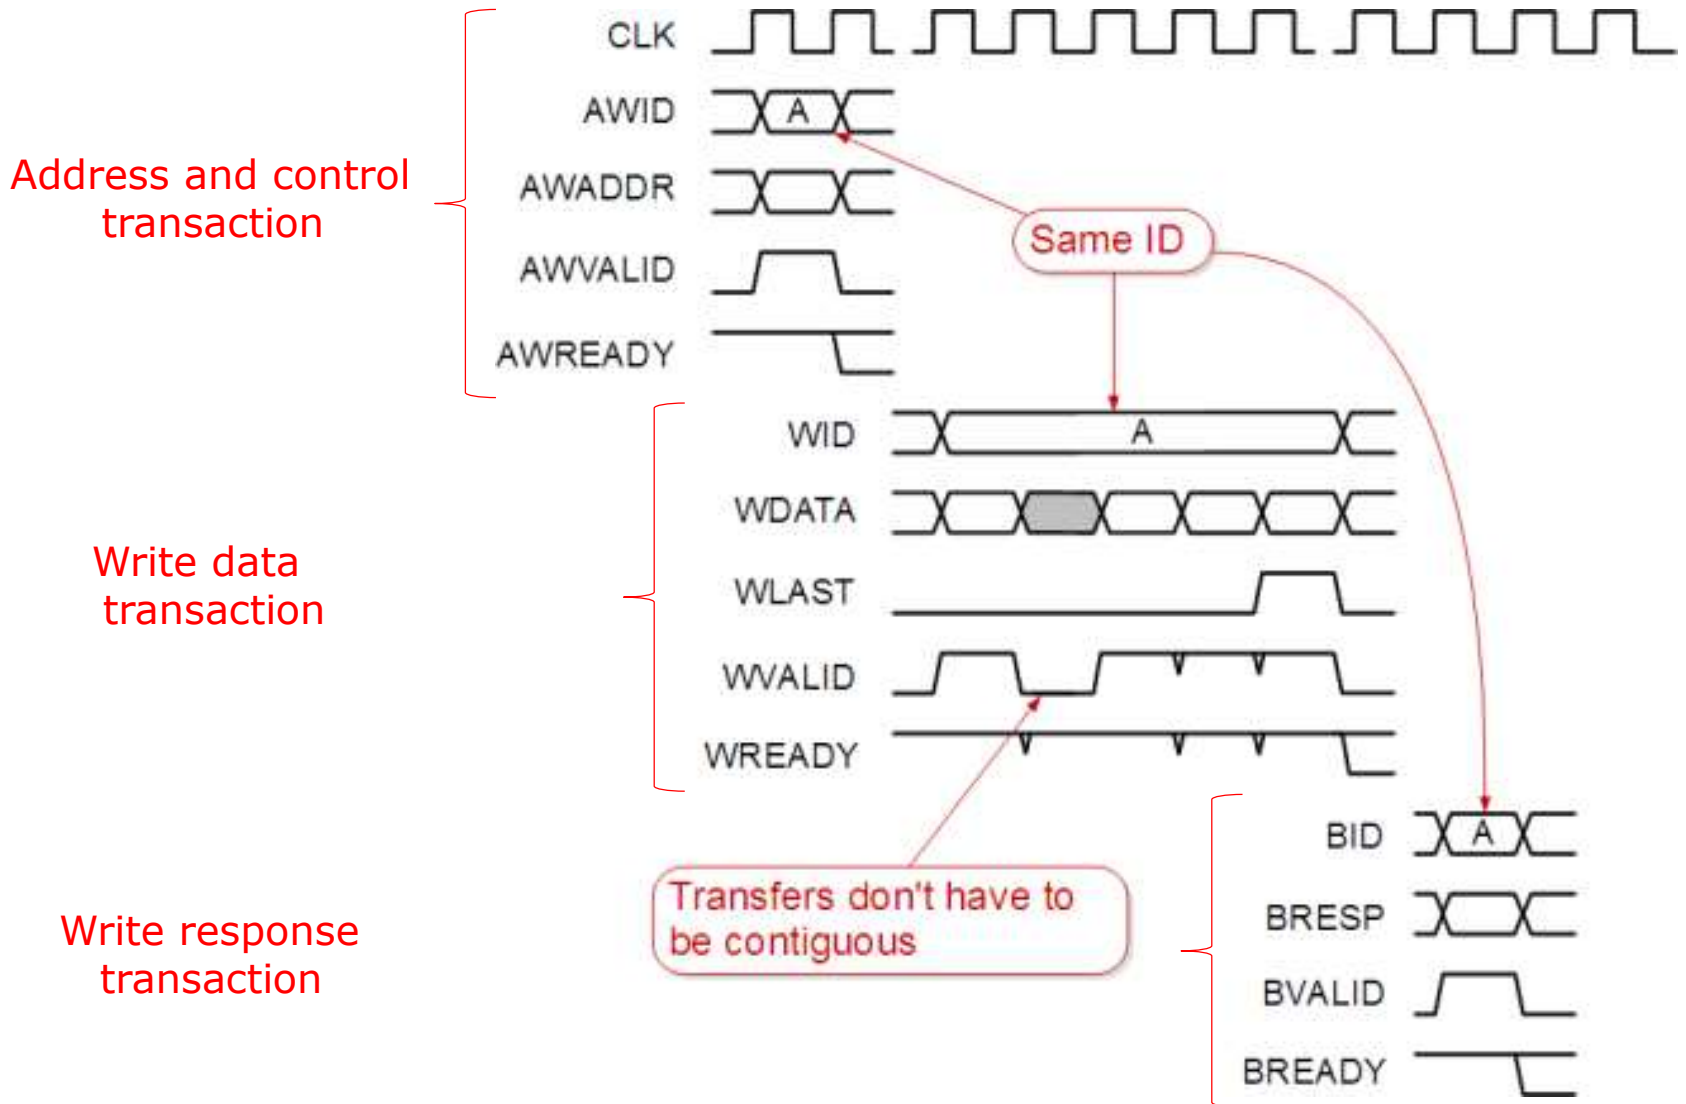 CLK
AWID
A
Address and control
transaction
AWADDR
Same ID
AWVALID
AWREADY
WID
A
WDATA
Write data
transaction
WLAST
WVALID
WREADY
BID
A
Transfers don't have to
be contiguous
BRESP
Write response
transaction
BVALID
BREADY